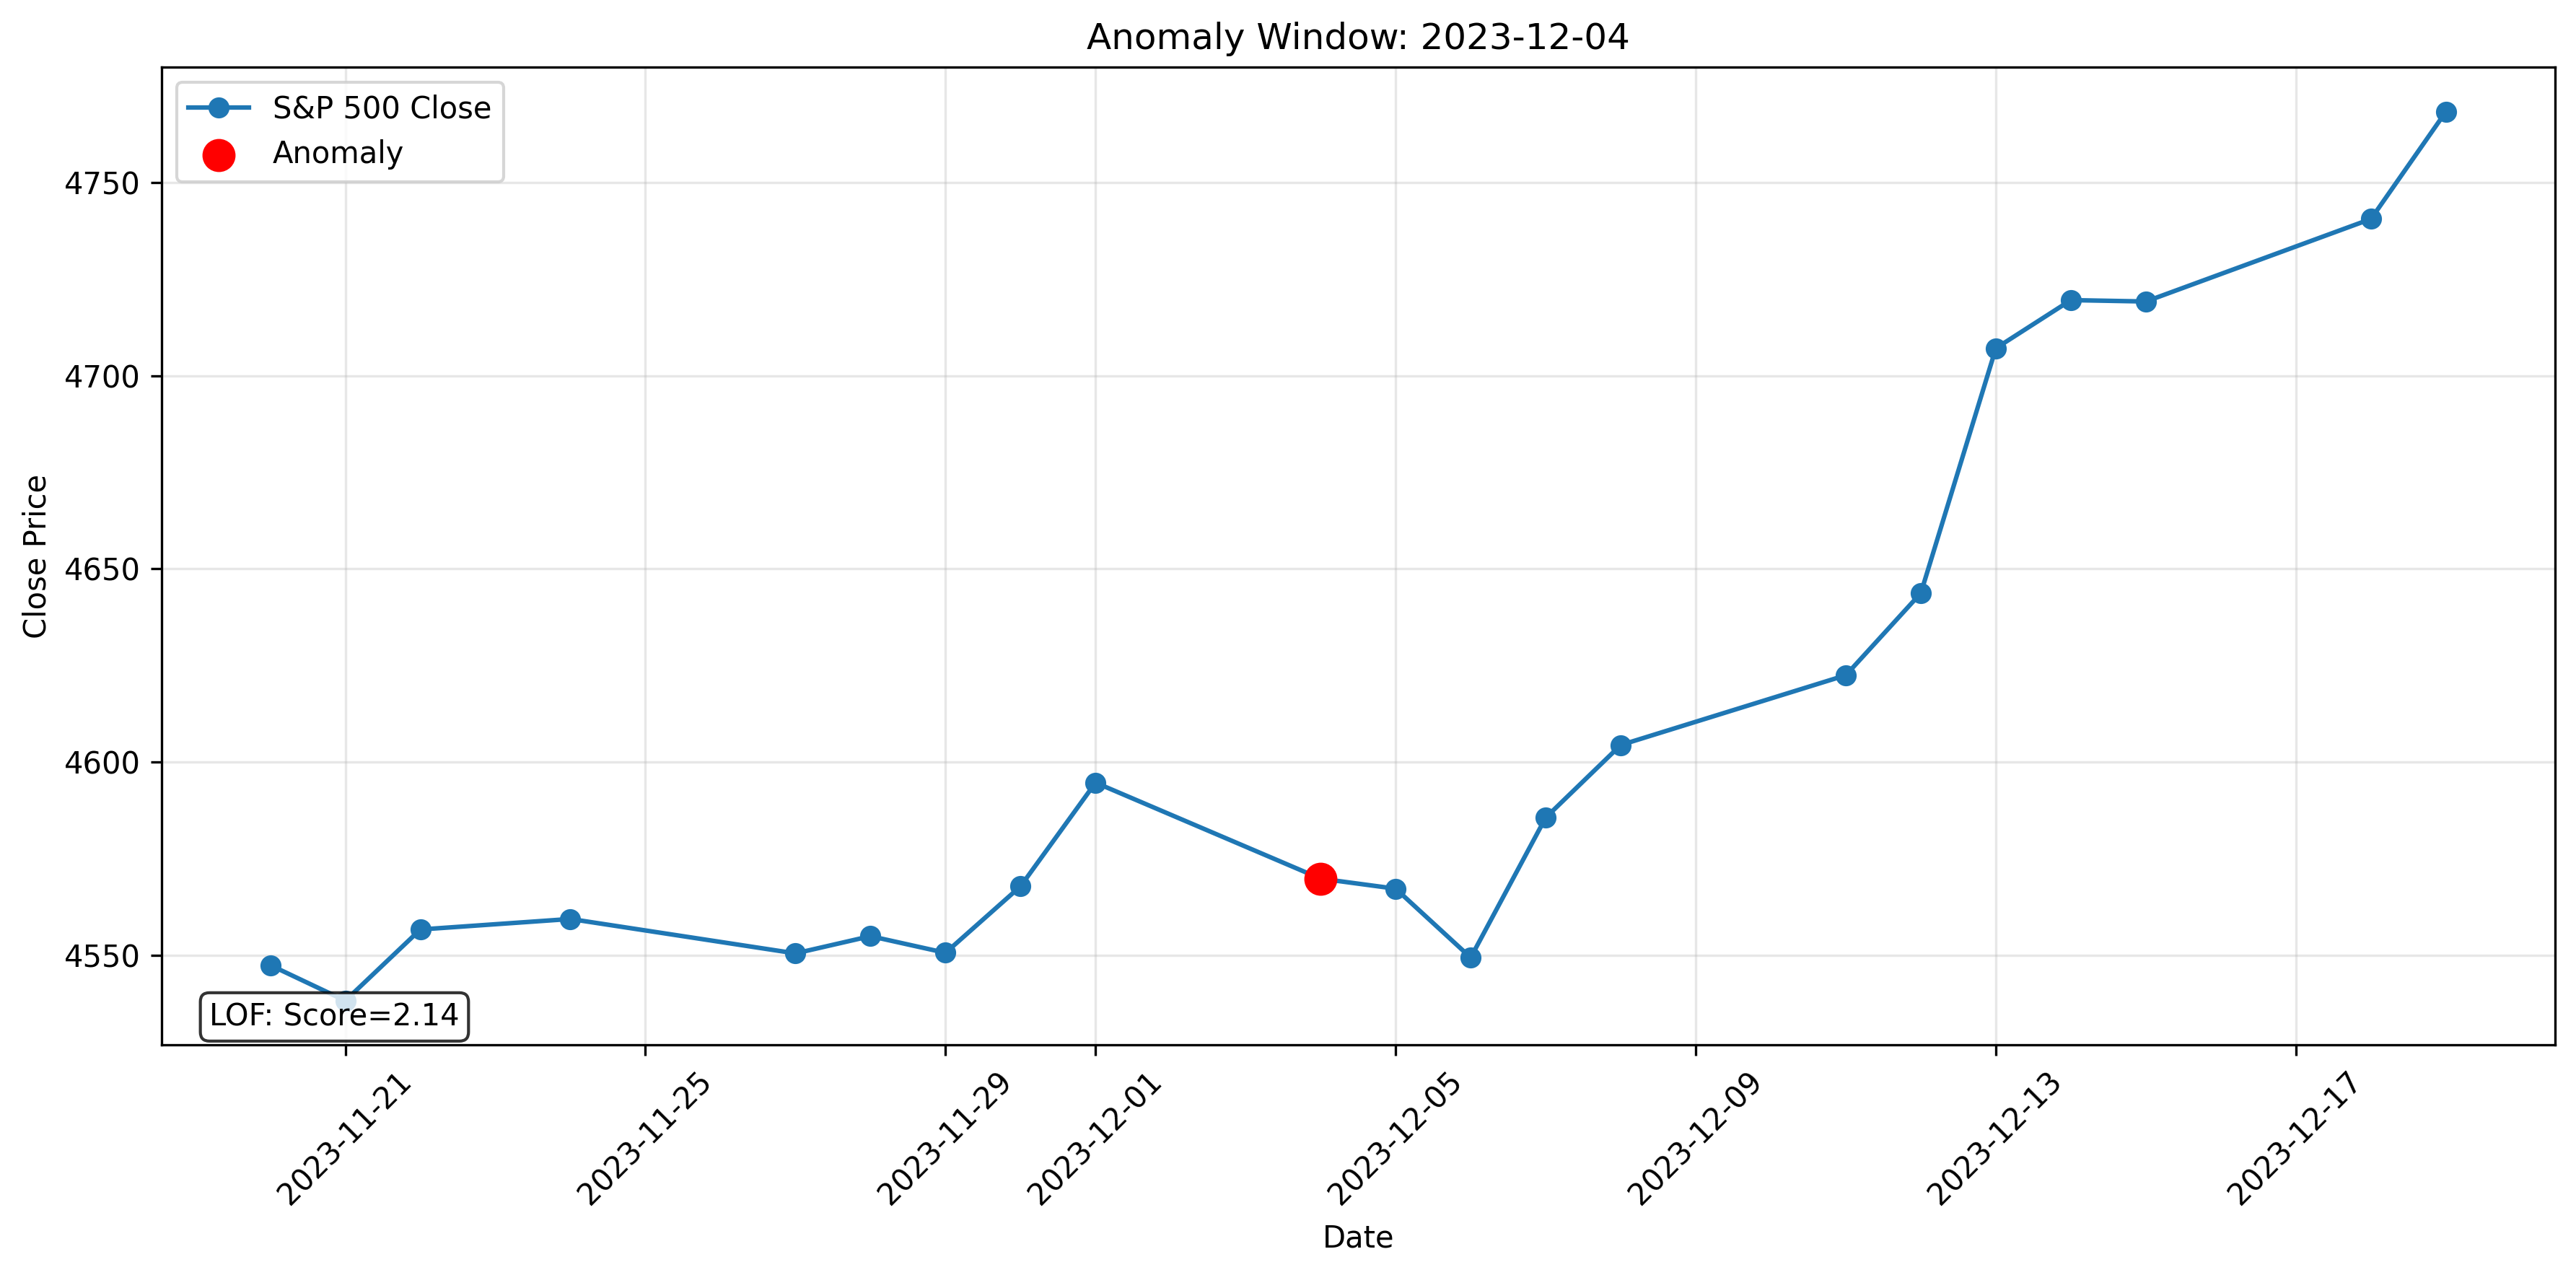 Anomaly Window: 2023-12-04
S&P 500 Close
Anomaly
4750
4700
4650
4600
4550
Close Price
LOF: Score=2.14
2023-11-21
2023-11-25
2023-11-29
2023-12-01
2023-12-05
2023-12-09
2023-12-13
2023-12-17
Date